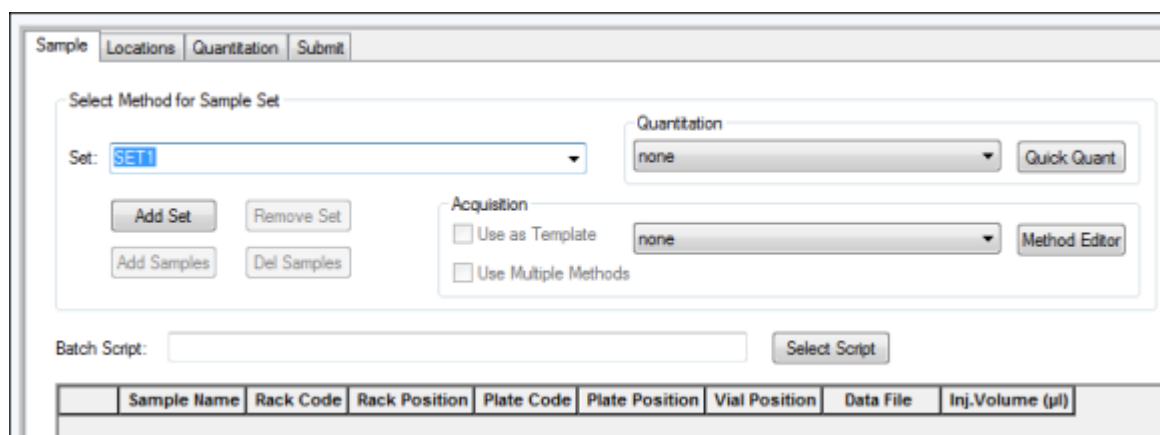 Sample Locations Quantitation Submit
Select Method for Sample Set
Quantitation
Set: SET1 none Quick Quant
Acquisition
Add Set Remove Set Use as Template none Method Editor
Add Samples Del Samples Use Multiple Methods
Batch Script: Select Script
Sample Name Rack Code Rack Position Plate Code Plate Position Vial Position Data File Inj.Volume (µl)